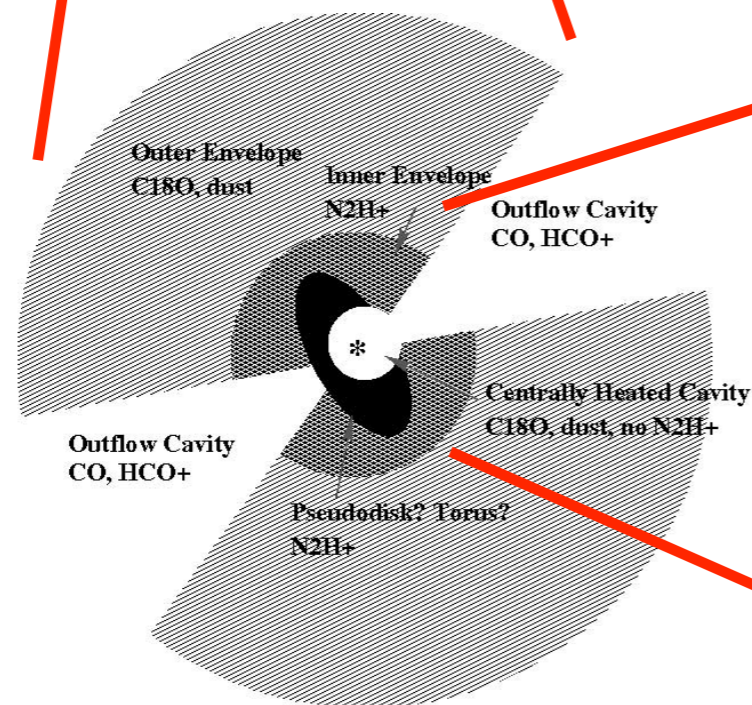 Outer Envelope
C18O, dust
Inner Envelope
N2H+
Outflow Cavity
CO, HCO+
*
Centrally Heated Cavity
C18O, dust, no N2H+
Outflow Cavity
CO, HCO+
Pseudodisk? Torus?
N2H+